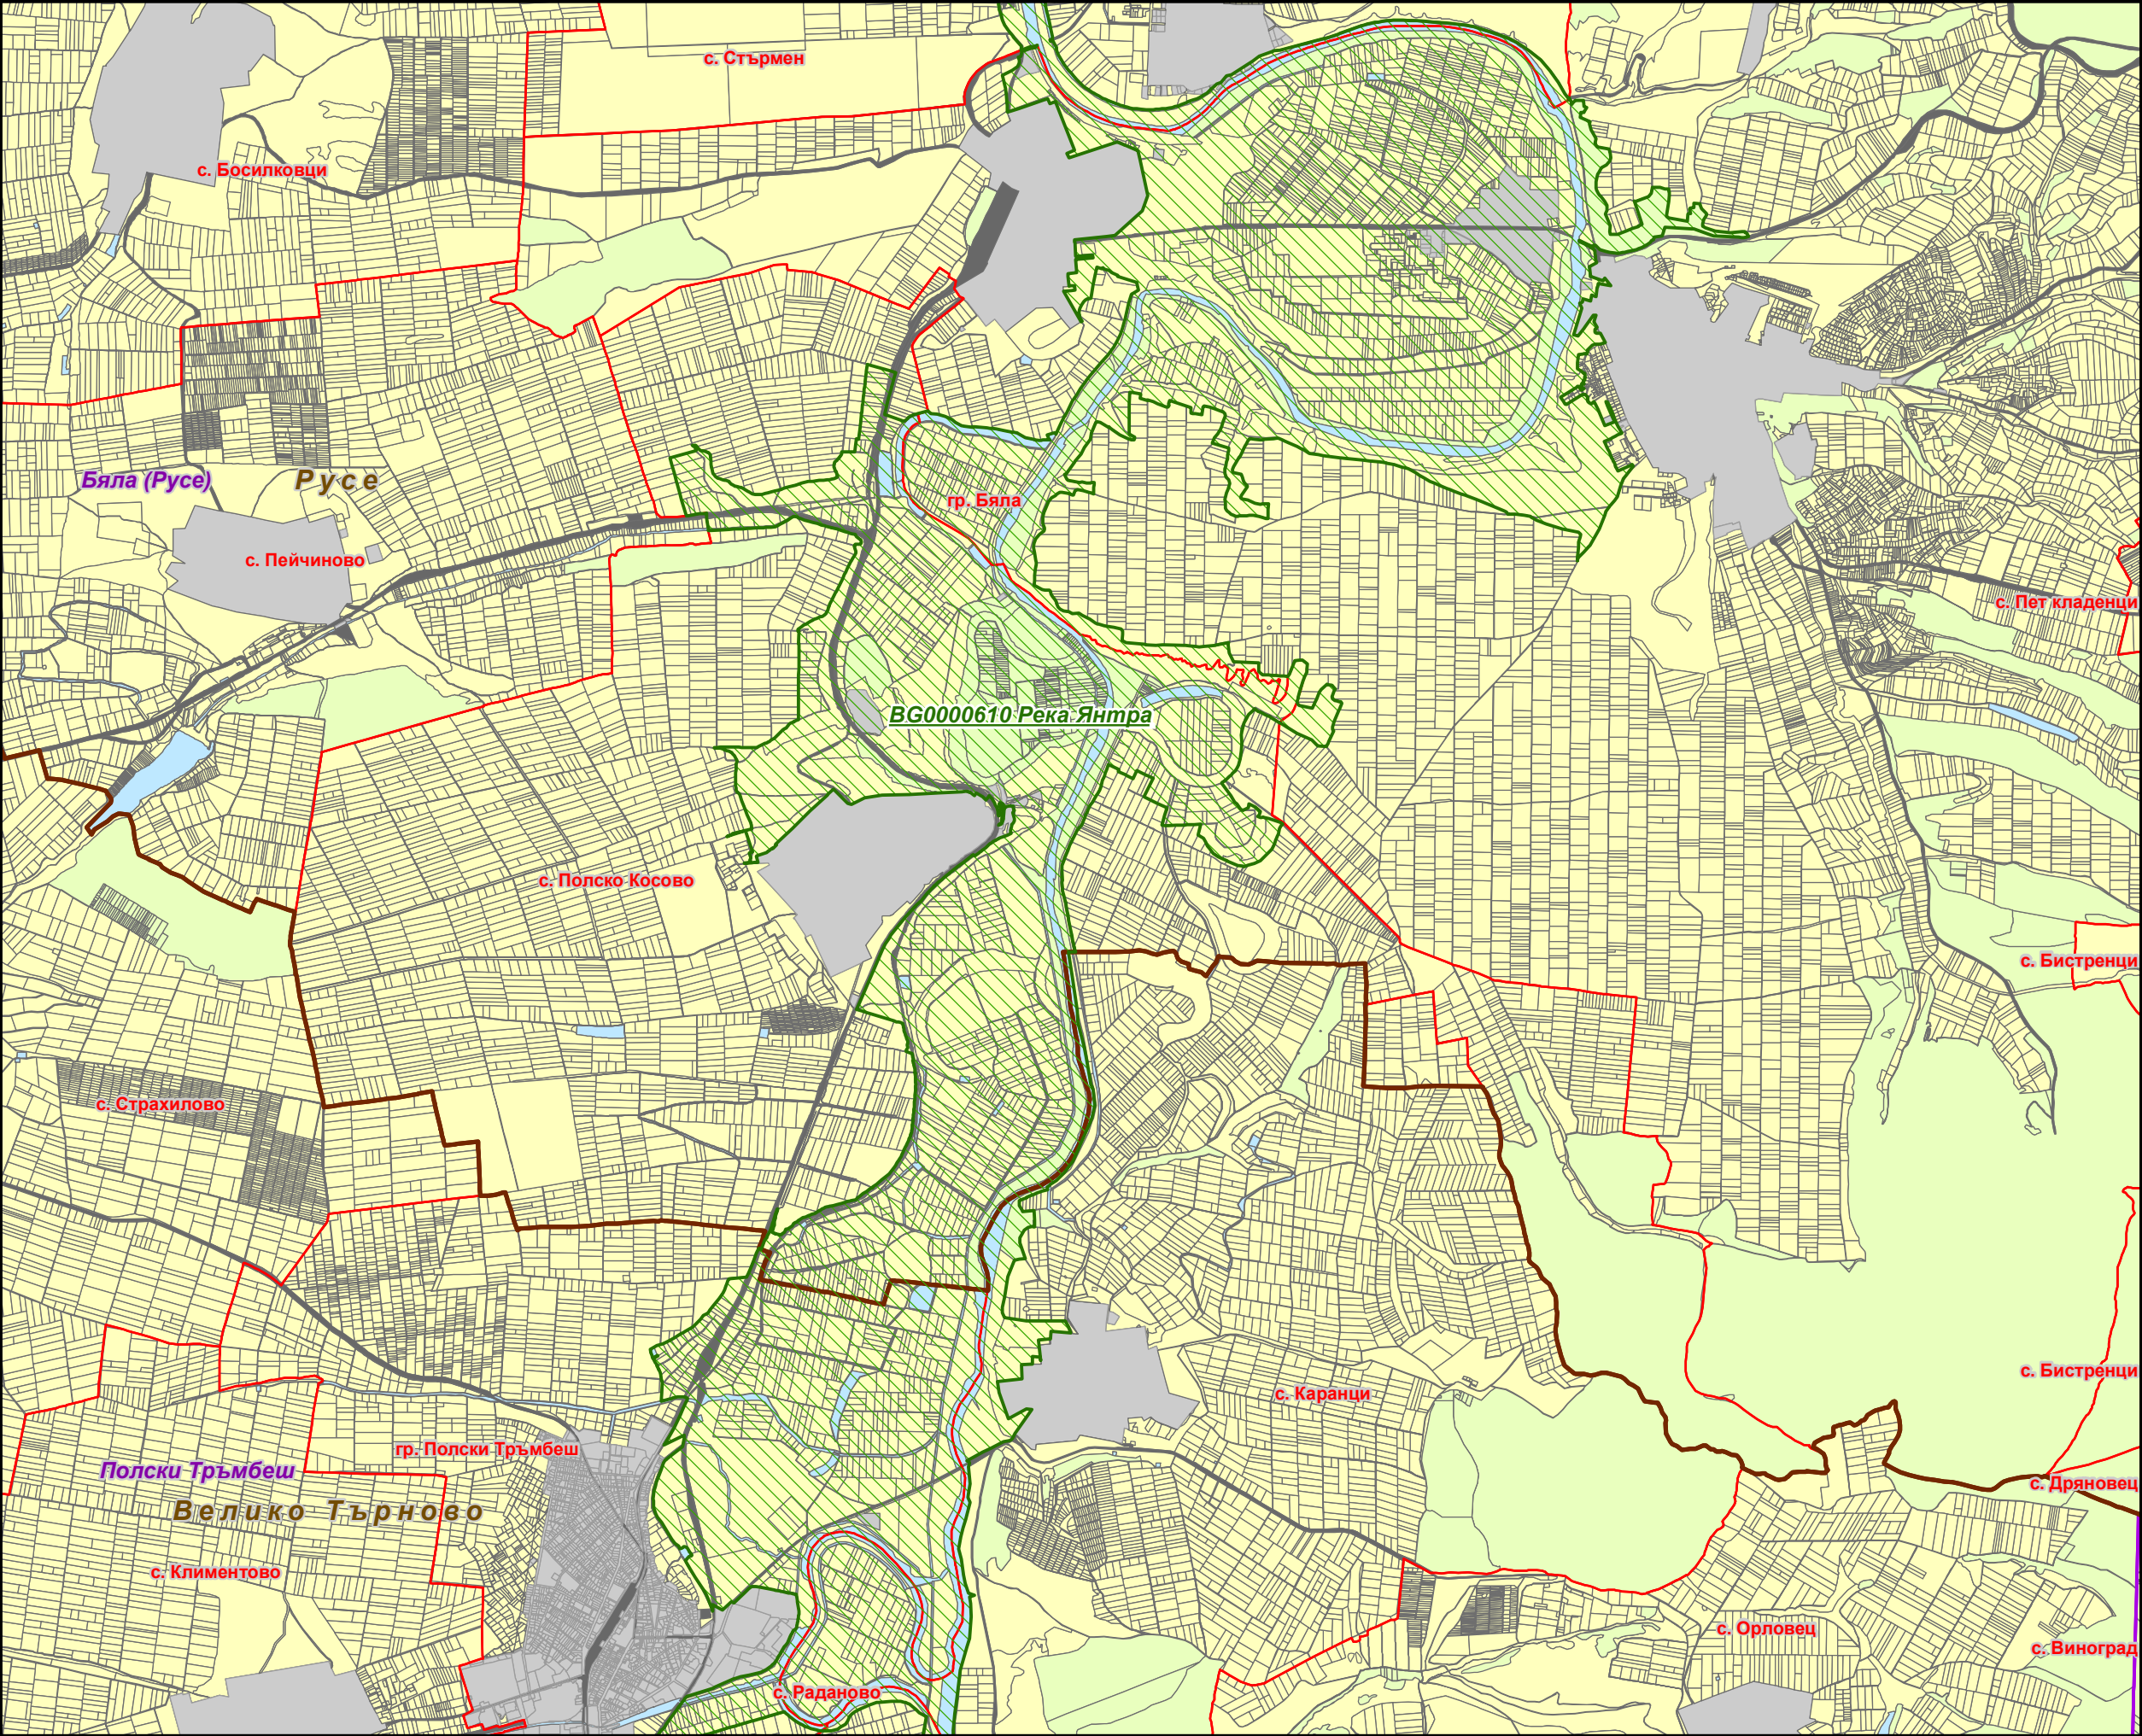 с. Стърмен
с. Босилковци
Бяла (Русе)
Русе
гр. Бяла
с. Пейчиново
с. Пет кладенци
BG0000610 Река Янтра
с. Полско Косово
с. Бистренци
с. Страхилово
с. Бистренци
с. Каранци
гр. Полски Тръмбеш
Полски Тръмбеш
с. Дряновец
Велико Търново
с. Климентово
с. Орловец
с. Виноград
с. Раданово